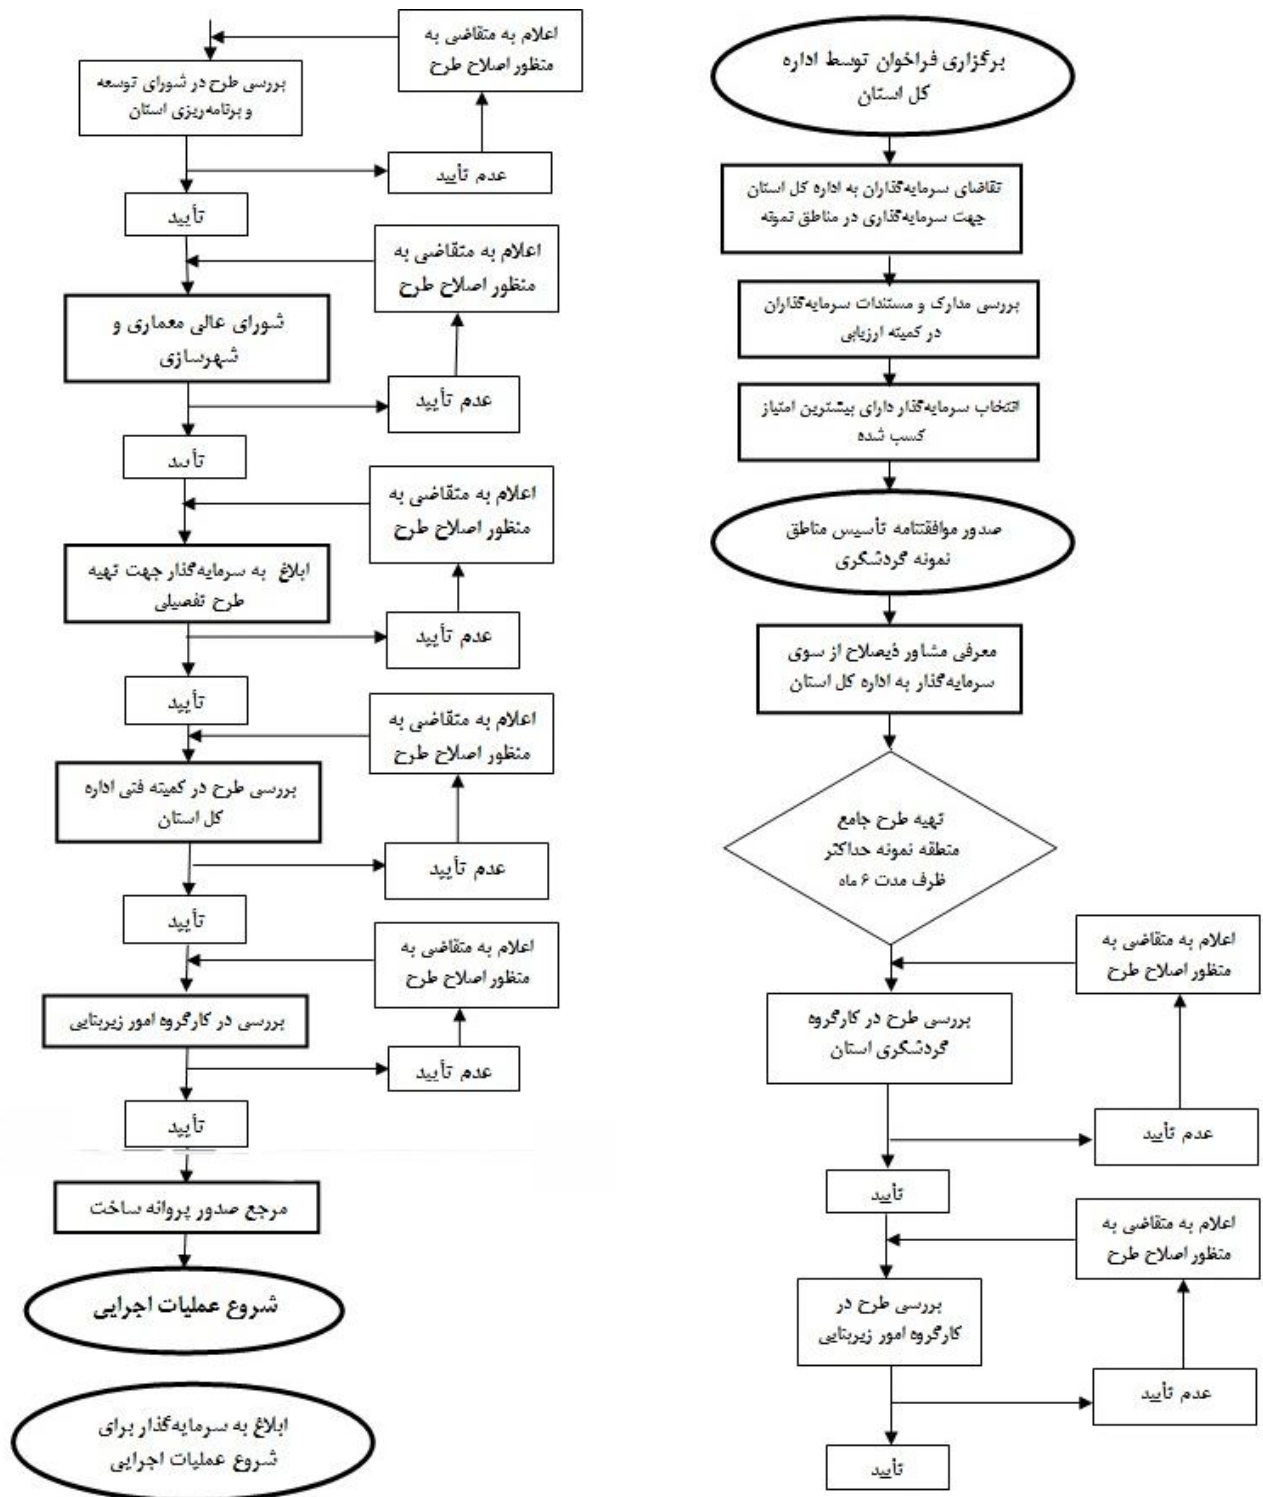 برگزاری فراخوان توسط اداره
کل استان
تقاضای سرمایه‌گذاران به اداره کل استان
جهت سرمایه‌گذاری در مناطق نمونه
بررسی مدارک و مستندات سرمایه‌گذاران
در کمیته ارزیابی
انتخاب سرمایه‌گذار دارای بیشترین امتیاز
کسب شده
صدور موافقتنامه تأسیس مناطق
نمونه گردشگری
معرفی مشاور ذیصلاح از سوی
سرمایه‌گذار به اداره کل استان
تهیه طرح جامع
منطقه نمونه حداکثر
ظرف مدت ۶ ماه
اعلام به متقاضی به
منظور اصلاح طرح
بررسی طرح در کارگروه
گردشگری استان
عدم تأیید
تأیید
اعلام به متقاضی به
منظور اصلاح طرح
بررسی طرح در
کارگروه امور زیربنایی
عدم تأیید
تأیید
اعلام به متقاضی به
منظور اصلاح طرح
بررسی طرح در شورای توسعه
و برنامه‌ریزی استان
عدم تأیید
تأیید
اعلام به متقاضی به
منظور اصلاح طرح
شورای عالی معماری و
شهرسازی
عدم تأیید
تأیید
اعلام به متقاضی به
منظور اصلاح طرح
ابلاغ به سرمایه‌گذار جهت تهیه
طرح تفصیلی
عدم تأیید
تأیید
اعلام به متقاضی به
منظور اصلاح طرح
بررسی طرح در کمیته فنی اداره
کل استان
عدم تأیید
تأیید
اعلام به متقاضی به
منظور اصلاح طرح
بررسی در کارگروه امور زیربنایی
عدم تأیید
تأیید
مرجع صدور پروانه ساخت
شروع عملیات اجرایی
ابلاغ به سرمایه‌گذار برای
شروع عملیات اجرایی